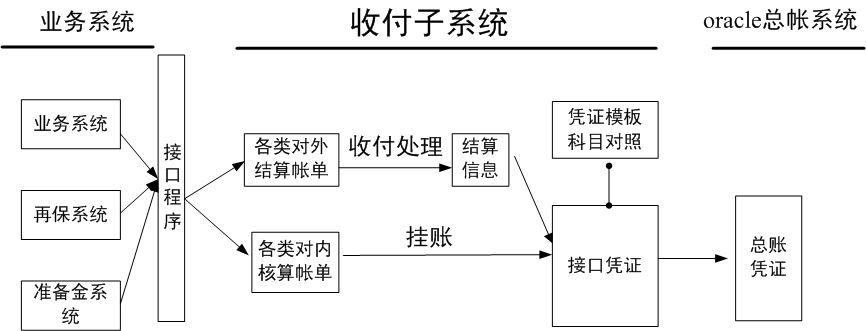 业务系统
收付子系统
oracle总帐系统
业务系统
再保系统
准备金系
统
接
口
程
序
各类对外
结算帐单
收付处理
结算
信息
各类对内
核算帐单
挂账
凭证模板
科目对照
接口凭证
总账
凭证